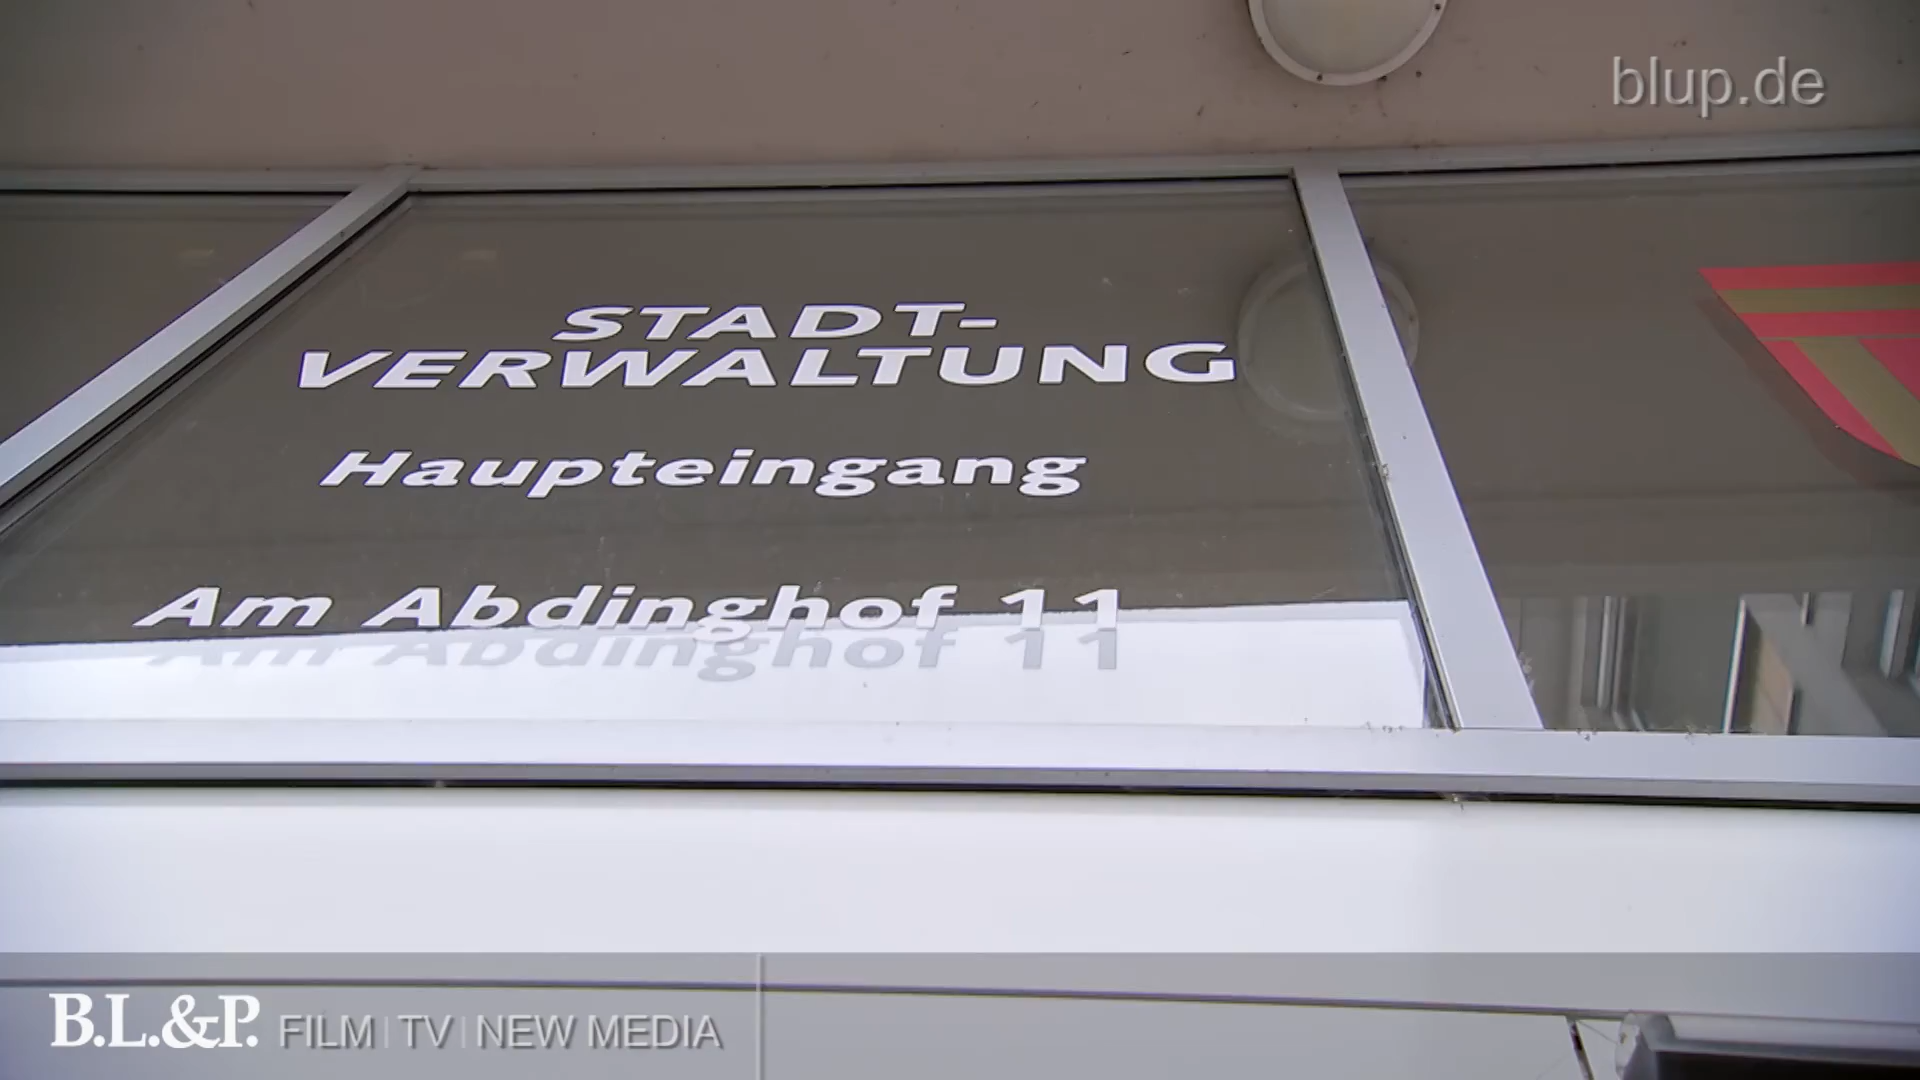 blup.de
STADT-
VERWALTUNG
Haupteingang
Am Abdinghof 11
B.L.&P. FILM | TV | NEW MEDIA